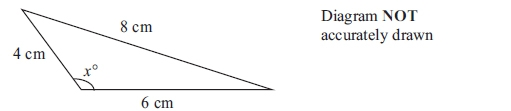 8 cm
Diagram NOT
accurately drawn
4 cm
x°
6 cm